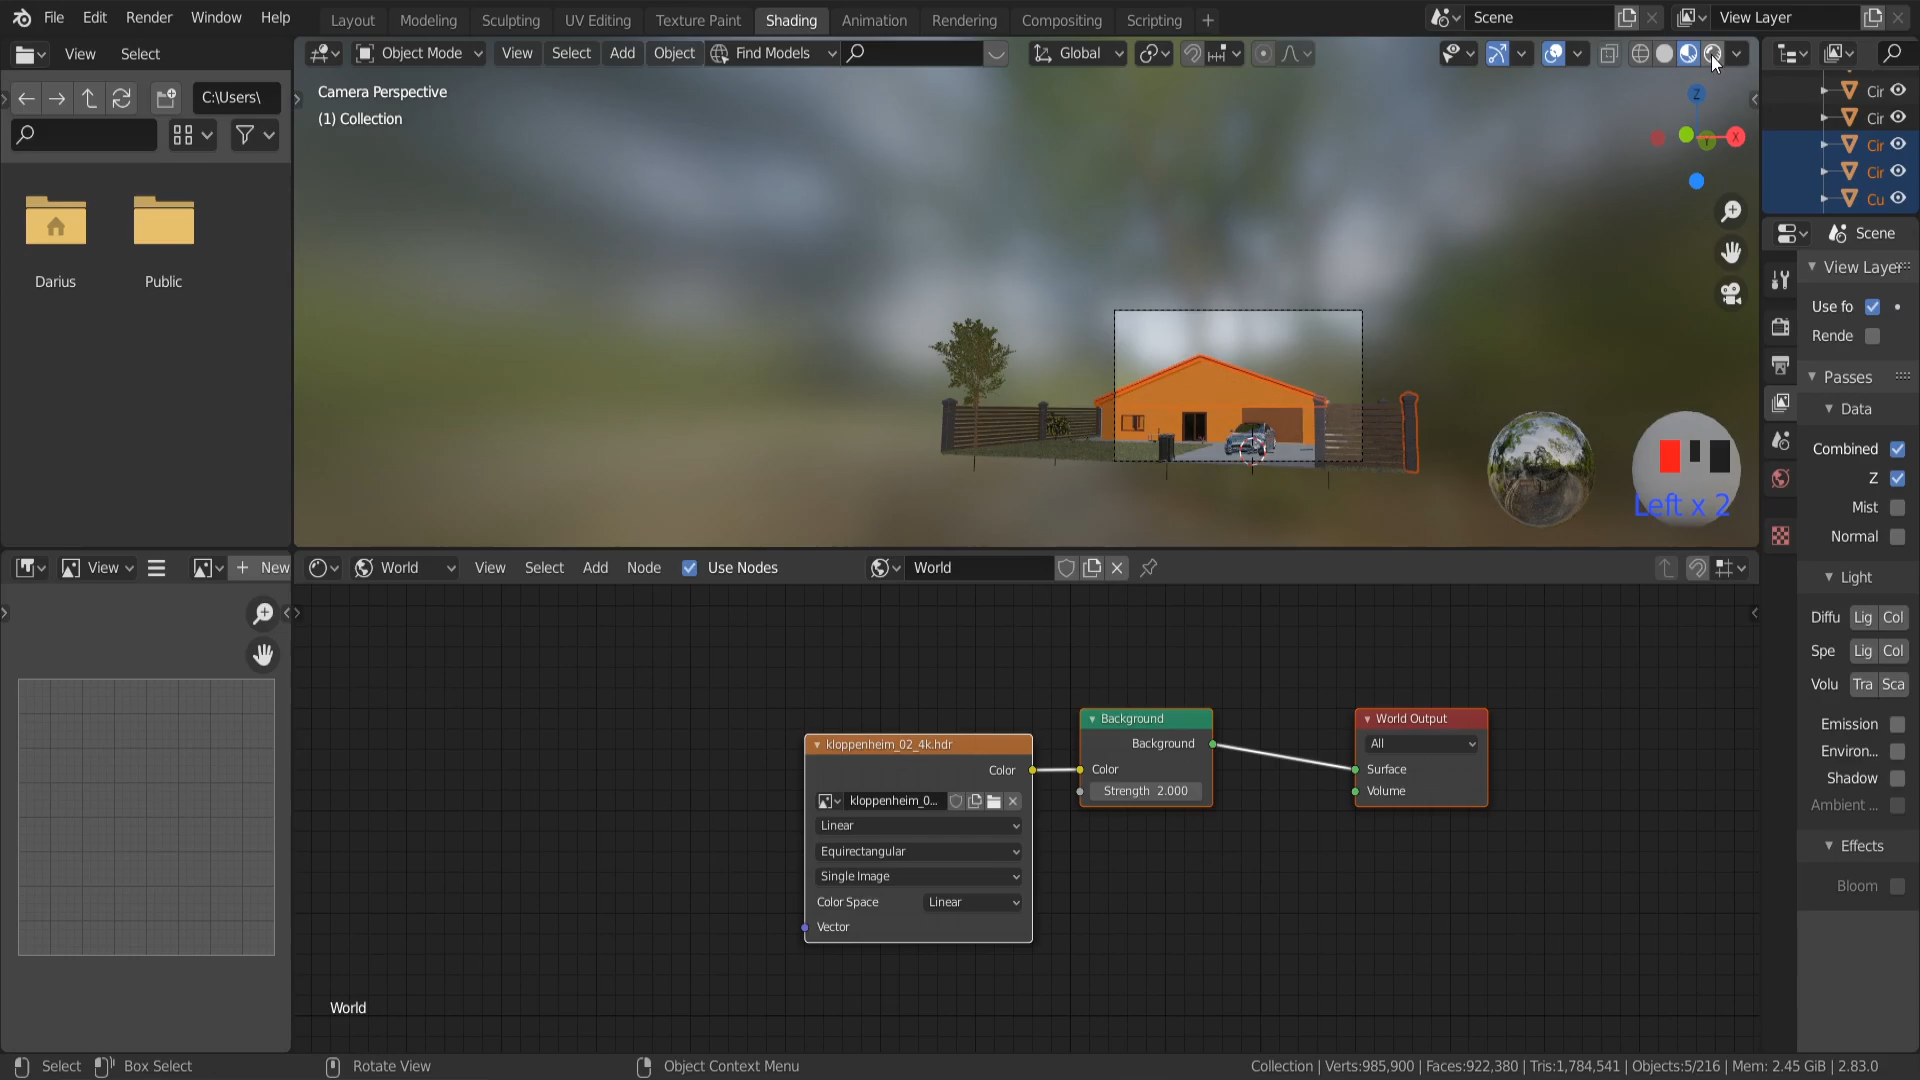 File Edit Render Window Help
Layout Modeling Sculpting UV Editing Texture Paint Shading Animation Rendering Compositing Scripting
Scene
View Layer
View Select
Object Mode View Select Add Object Find Models Global
C:\Users\
Darius
Public
Camera Perspective
(1) Collection
Z
X
Y
Left x 2
Cir
Cir
Cir
Cir
Cu
Scene
View Layer
Use fo
Rende
Passes
Data
Combined
Z
Mist
Normal
Light
Diffu Lig Col
Spe Lig Col
Volu Tra Sca
Emission
Environ...
Shadow
Ambient ...
Effects
Bloom
View
New
World View Select Add Node Use Nodes World
kloppenheim_02_4k.hdr
Color
kloppenheim_0...
Linear
Equirectangular
Single Image
Color Space Linear
Vector
Background
Background
Color
Strength 2.000
World Output
All
Surface
Volume
World
Select Box Select Rotate View Object Context Menu
Collection | Verts:985,900 | Faces:922,380 | Tris:1,784,541 | Objects:5/216 | Mem: 2.45 GiB | 2.83.0